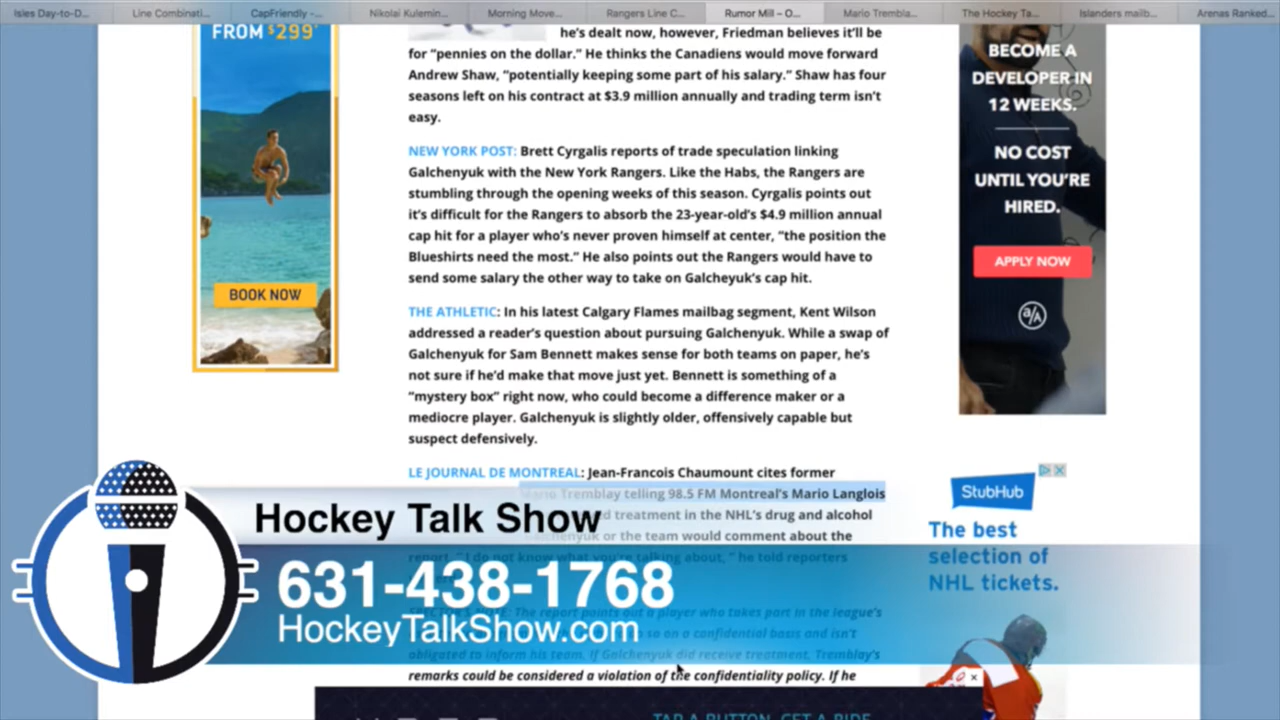 Isles Day-to-D...
Line Combinati...
CapFriendly -...
Nikolai Kulemin...
Morning Move...
Rangers Line C...
Rumor Mill – O...
Mario Trembla...
The Hockey Ta...
Islanders mailb...
Arenas Ranked...
FROM $299
BOOK NOW
he's dealt now, however, Friedman believes it'll be
for "pennies on the dollar." He thinks the Canadiens would move forward
Andrew Shaw, "potentially keeping some part of his salary." Shaw has four
seasons left on his contract at $3.9 million annually and trading term isn't
easy.
NEW YORK POST: Brett Cyrgalis reports of trade speculation linking
Galchenyuk with the New York Rangers. Like the Habs, the Rangers are
stumbling through the opening weeks of this season. Cyrgalis points out
it's difficult for the Rangers to absorb the 23-year-old's $4.9 million annual
cap hit for a player who's never proven himself at center, "the position the
Blueshirts need the most." He also points out the Rangers would have to
send some salary the other way to take on Galcheyuk's cap hit.
THE ATHLETIC: In his latest Calgary Flames mailbag segment, Kent Wilson
addressed a reader's question about pursuing Galchenyuk. While a swap of
Galchenyuk for Sam Bennett makes sense for both teams on paper, he's
not sure if he'd make that move just yet. Bennett is something of a
"mystery box" right now, who could become a difference maker or a
mediocre player. Galchenyuk is slightly older, offensively capable but
suspect defensively.
LE JOURNAL DE MONTREAL: Jean-Francois Chaumount cites former
Mario Tremblay telling 98.5 FM Montreal's Mario Langlois
treatment in the NHL's drug and alcohol
Galchenyuk or the team would comment about the
report. "I do not know what you're talking about," he told reporters
SPECTOR'S NOTE: The report points out a player who takes part in the league's
so on a confidential basis and isn't
obligated to inform his team. If Galchenyuk did receive treatment, Tremblay's
remarks could be considered a violation of the confidentiality policy. If he
BECOME A
DEVELOPER IN
12 WEEKS.
NO COST
UNTIL YOU'RE
HIRED.
APPLY NOW
a/A
StubHub
The best
selection of
NHL tickets.
Hockey Talk Show
631-438-1768
HockeyTalkShow.com
TAP A BUTTON, GET A RIDE